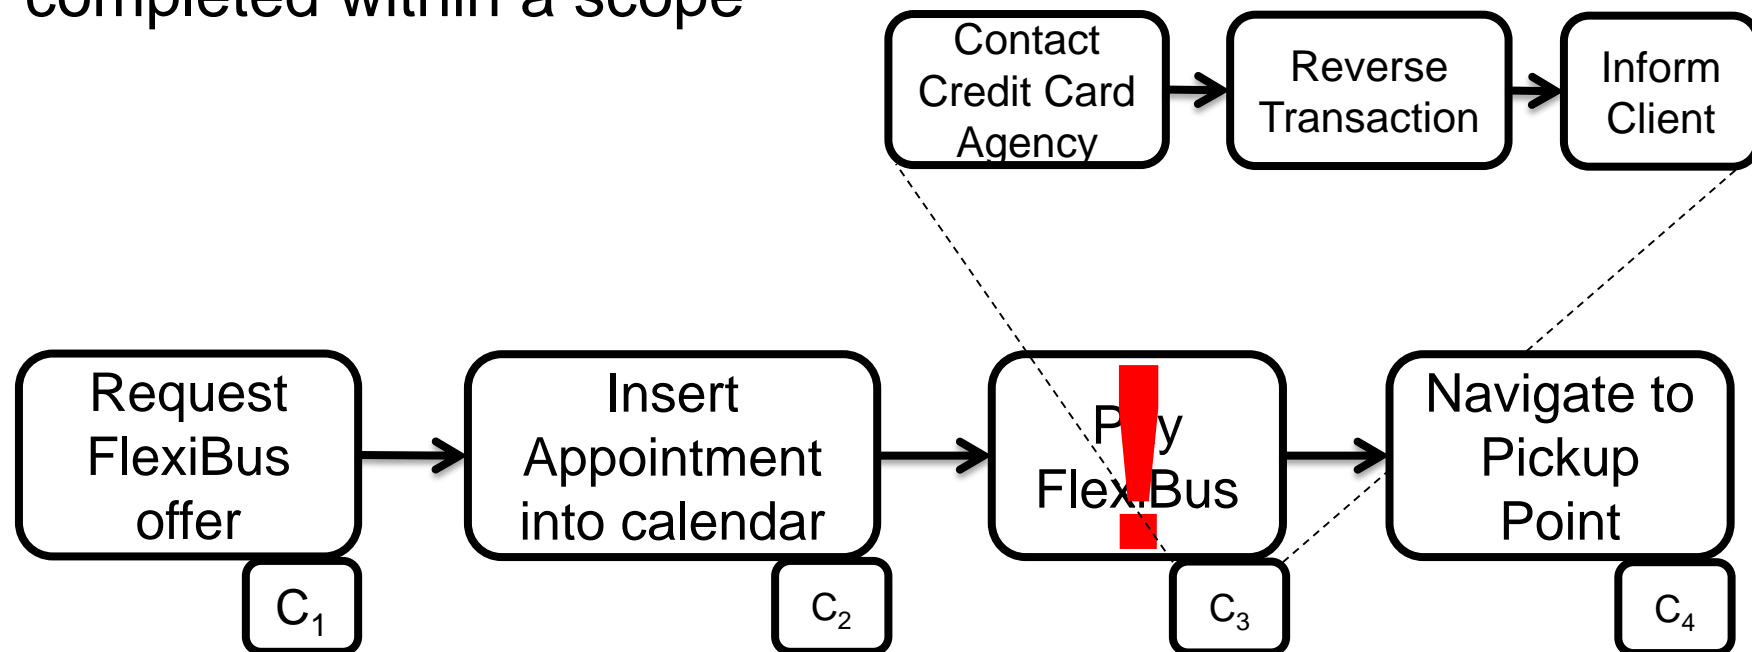 completed within a scope
Contact
Credit Card
Agency
Reverse
Transaction
Inform
Client
Request
FlexiBus
offer
Insert
Appointment
into calendar
Pay
FlexiBus
Navigate to
Pickup
Point
C₁
C₂
C₃
C₄